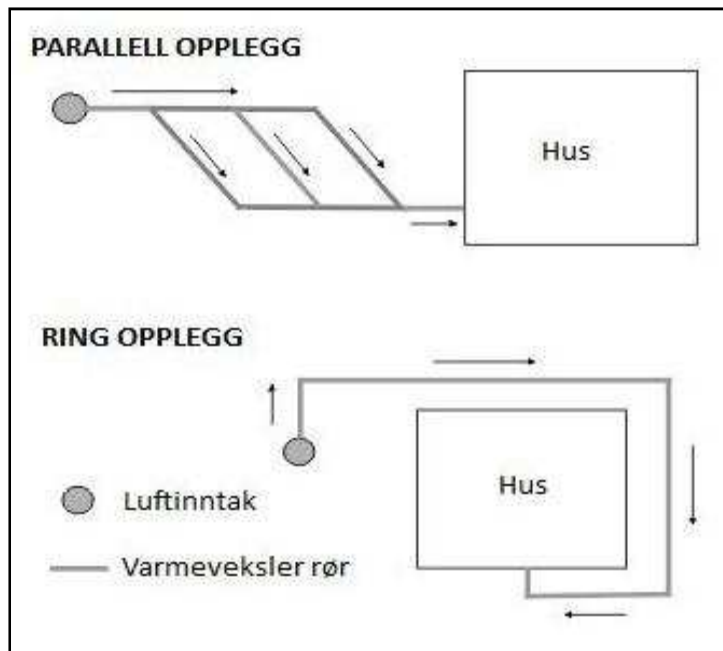 PARALLELL OPPLEGG
Hus
RING OPPLEGG
Hus
Luftinntak
Varmeveksler rør